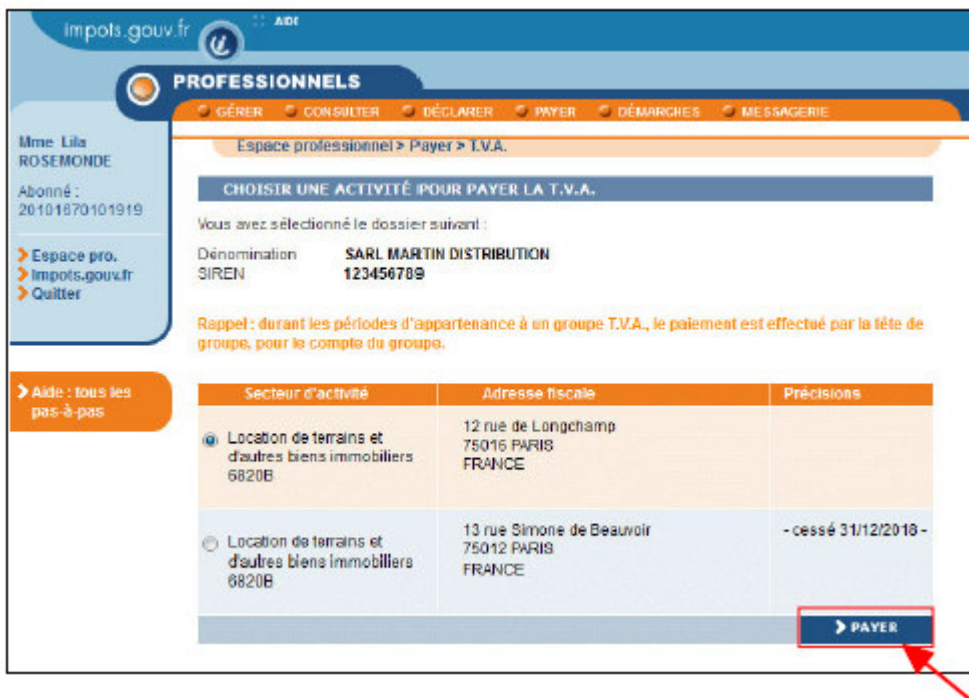 impots.gouv.fr
PROFESSIONNELS
GÉRER CONSULTER DÉCLARER PAYER DÉMARCHES MESSAGERIE
Mme Lila
ROSEMONDE
Abonné :
20101670101919
Espace pro.
Impots.gouv.fr
Quitter
Aide : tous les
pas-à-pas
Espace professionnel > Payer > T.V.A.
CHOISIR UNE ACTIVITÉ POUR PAYER LA T.V.A.
Vous avez sélectionné le dossier suivant :
Dénomination SARL MARTIN DISTRIBUTION
SIREN 123456789
Rappel : durant les périodes d'appartenance à un groupe T.V.A., le paiement est effectué par la tête de
groupe, pour le compte du groupe.
Secteur d'activité Adresse fiscale Précisions
Location de terrains et
d'autres biens immobiliers
6820B
12 rue de Longchamp
75016 PARIS
FRANCE
Location de terrains et
d'autres biens immobiliers
6820B
13 rue Simone de Beauvoir
75012 PARIS
FRANCE
- cessé 31/12/2018 -
PAYER